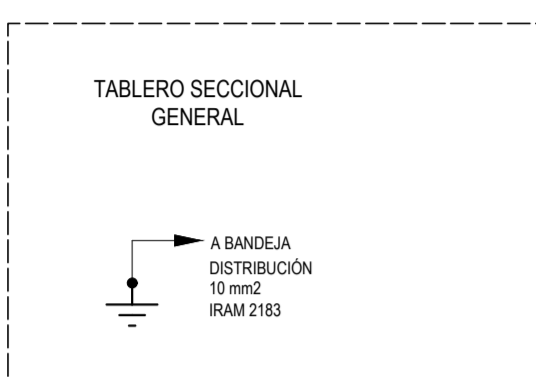 TABLERO SECCIONAL
GENERAL
A BANDEJA
DISTRIBUCIÓN
10 mm2
IRAM 2183